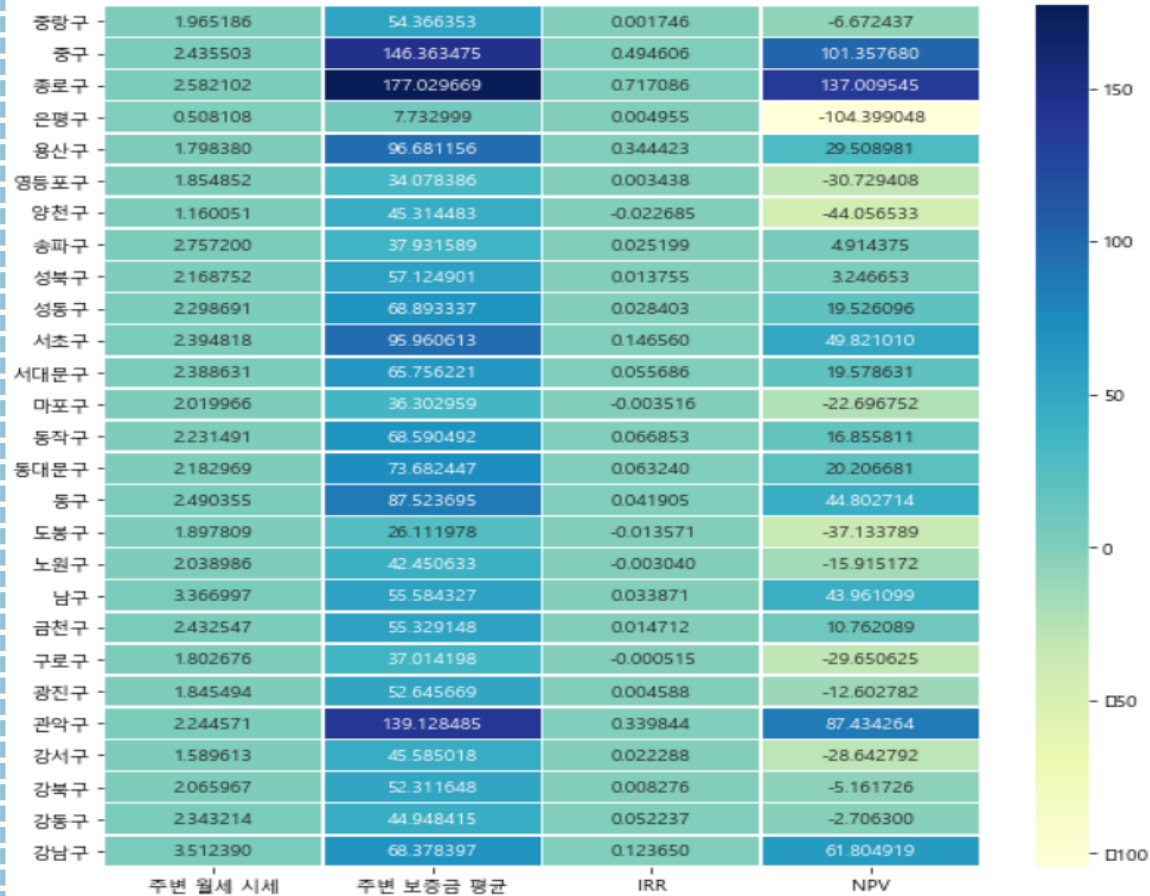 중랑구 1.965186 54.366353 0.001746 -6.672437
중구 2.435503 146.363475 0.494606 101.357680
종로구 2.582102 177.029669 0.717086 137.009545
은평구 0.508108 7.732999 0.004955 -104.399048
용산구 1.798380 96.681156 0.344423 29.508981
영등포구 1.854852 34.078386 0.003438 -30.729408
양천구 1.160051 45.314483 -0.022685 -44.056533
송파구 2.757200 37.931589 0.025199 4.914375
성북구 2.168752 57.124901 0.013755 3.246653
성동구 2.298691 68.893337 0.028403 19.526096
서초구 2.394818 95.960613 0.146560 49.821010
서대문구 2.388631 65.756221 0.055686 19.578631
마포구 2.019966 36.302959 -0.003516 -22.696752
동작구 2.231491 68.590492 0.066853 16.855811
동대문구 2.182969 73.682447 0.063240 20.206681
동구 2.490355 87.523695 0.041905 44.802714
도봉구 1.897809 26.111978 -0.013571 -37.133789
노원구 2.038986 42.450633 -0.003040 -15.915172
남구 3.366997 55.584327 0.033871 43.961099
금천구 2.432547 55.329148 0.014712 10.762089
구로구 1.802676 37.014198 -0.000515 -29.650625
광진구 1.845494 52.645669 0.004588 -12.602782
관악구 2.244571 139.128485 0.339844 87.434264
강서구 1.589613 45.585018 0.022288 -28.642792
강북구 2.065967 52.311648 0.008276 -5.161726
강동구 2.343214 44.948415 0.052237 -2.706300
강남구 3.512390 68.378397 0.123650 61.804919
주변 월세 시세 주변 보증금 평균 IRR NPV
150
100
50
0
□50
□100